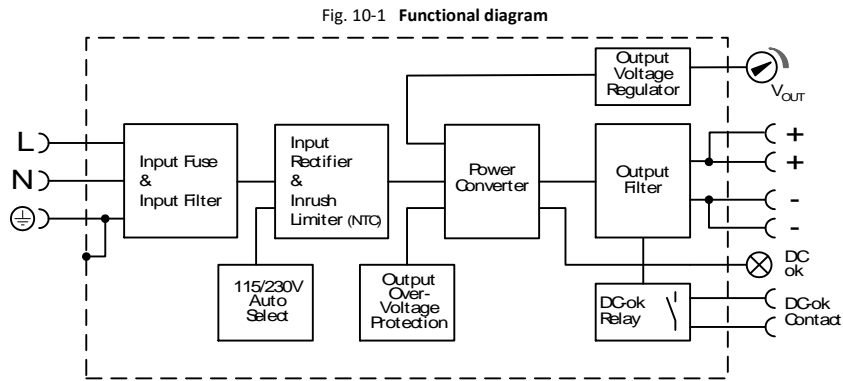 Fig. 10-1 Functional diagram
Output
Voltage
Regulator
V OUT
L
N
Input Fuse
&
Input Filter
Input
Rectifier
&
Inrush
Limiter (NTC)
Power
Converter
Output
Filter
+
+
-
-
DC
ok
115/230V
Auto
Select
Output
Over-
Voltage
Protection
DC-ok
Relay
DC-ok
Contact